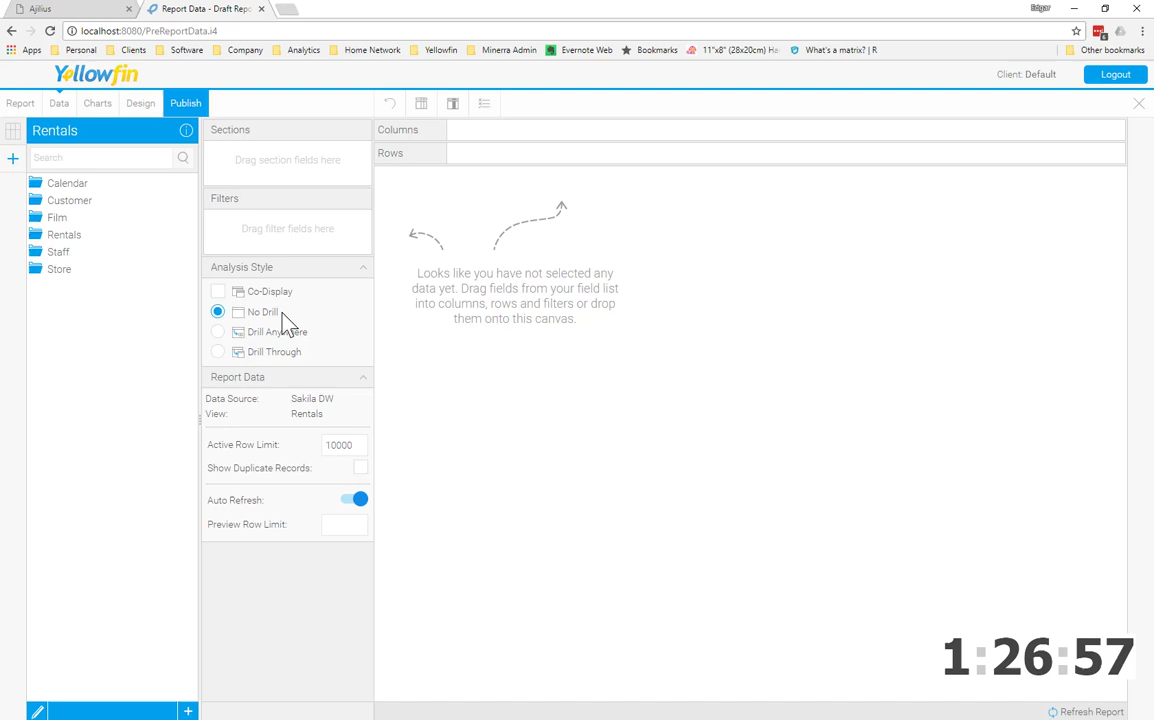 Ajilius
Report Data - Draft Repo
Edgar
localhost:8080/PreReportData.i4
Apps Personal Clients Software Company Analytics Home Network Yellowfin Minerra Admin Evernote Web Bookmarks 11"x8" (28x20cm) Ha What's a matrix? | R Other bookmarks
Yellowfin
Client: Default
Logout
Report Data Charts Design Publish
Rentals
Search
Calendar
Customer
Film
Rentals
Staff
Store
Sections
Drag section fields here
Filters
Drag filter fields here
Analysis Style
Co-Display
No Drill
Drill Anywhere
Drill Through
Report Data
Data Source: Sakila DW
View: Rentals
Active Row Limit: 10000
Show Duplicate Records:
Auto Refresh:
Preview Row Limit:
Columns
Rows
Looks like you have not selected any
data yet. Drag fields from your field list
into columns, rows and filters or drop
them onto this canvas.
1:26:57
Refresh Report